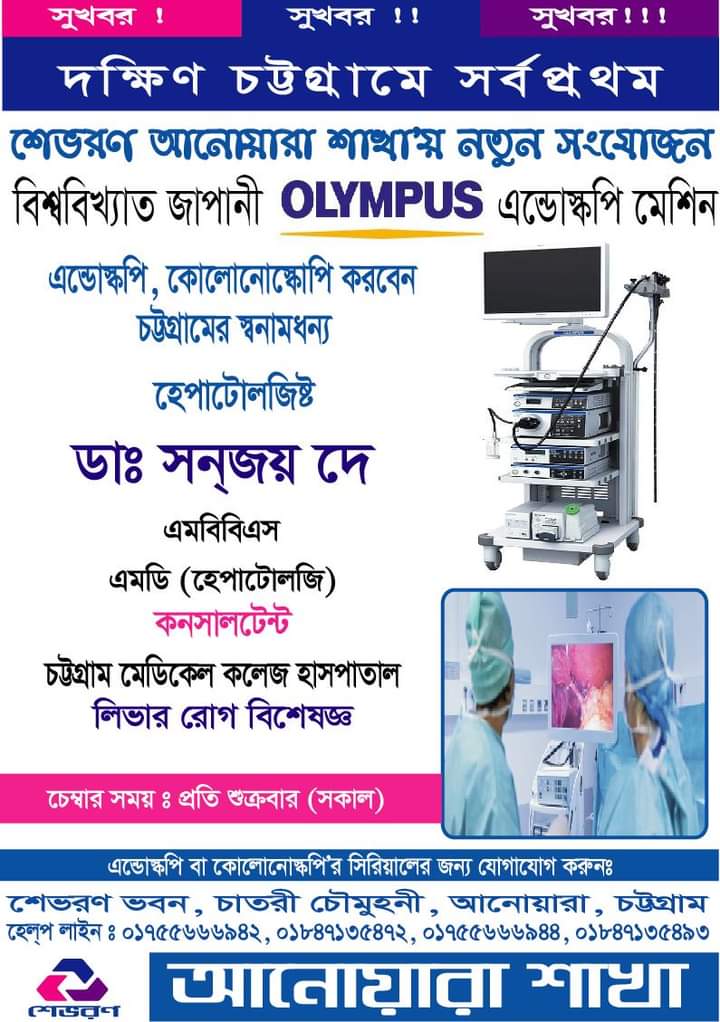 সুখবর ! সুখবর !! সুখবর!!!
দক্ষিণ চট্টগ্রামে সর্বপ্রথম
শেভরণ আনোয়ারা শাখা'য় নতুন সংযোজন
বিশ্ববিখ্যাত জাপানী OLYMPUS এন্ডোস্কপি মেশিন
এন্ডোস্কপি, কোলোনোস্কোপি করবেন
চট্টগ্রামের স্বনামধন্য
হেপাটোলজিষ্ট
ডাঃ সন্‌জয় দে
এমবিবিএস
এমডি (হেপাটোলজি)
কনসালটেন্ট
চট্টগ্রাম মেডিকেল কলেজ হাসপাতাল
লিভার রোগ বিশেষজ্ঞ
চেম্বার সময় ঃ প্রতি শুক্রবার (সকাল)
এন্ডোস্কপি বা কোলোনোস্কপি'র সিরিয়ালের জন্য যোগাযোগ করুনঃ
শেভরণ ভবন, চাতরী চৌমুহনী, আনোয়ারা, চট্টগ্রাম
হেল্প লাইন ঃ ০১৭৫৫৬৬৬৯৪২, ০১৮৪৭১৩৫৪৭২, ০১৭৫৫৬৬৬৯৪৪, ০১৮৪৭১৩৫৪৯৩
শেভরণ
আনোয়ারা শাখা